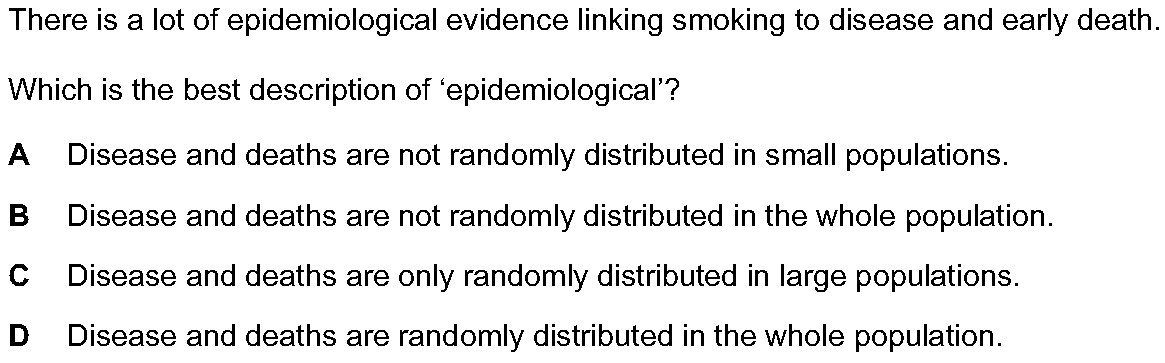 There is a lot of epidemiological evidence linking smoking to disease and early death.
Which is the best description of ‘epidemiological’?
A Disease and deaths are not randomly distributed in small populations.
B Disease and deaths are not randomly distributed in the whole population.
C Disease and deaths are only randomly distributed in large populations.
D Disease and deaths are randomly distributed in the whole population.